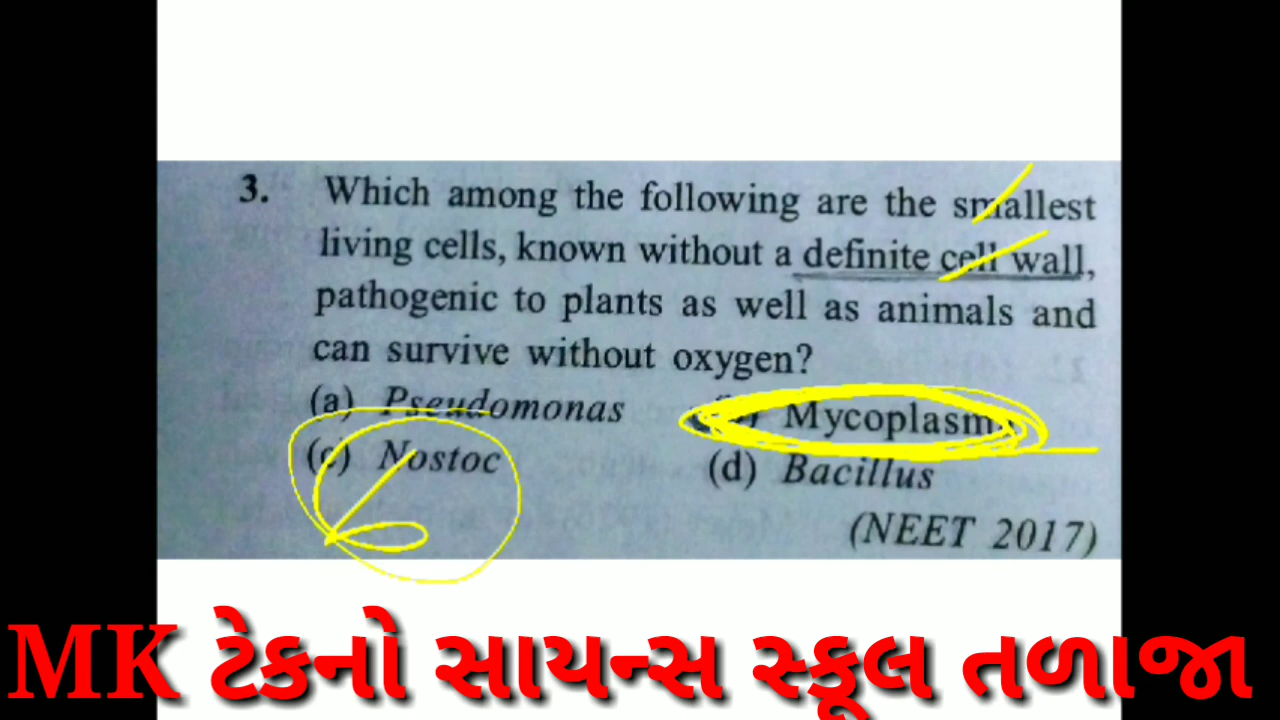 3. Which among the following are the smallest
living cells, known without a definite cell wall,
pathogenic to plants as well as animals and
can survive without oxygen?
(a) Pseudomonas (b) Mycoplasma
(c) Nostoc (d) Bacillus
(NEET 2017)
MK ટેકનો સાયન્સ સ્કૂલ તળાજા